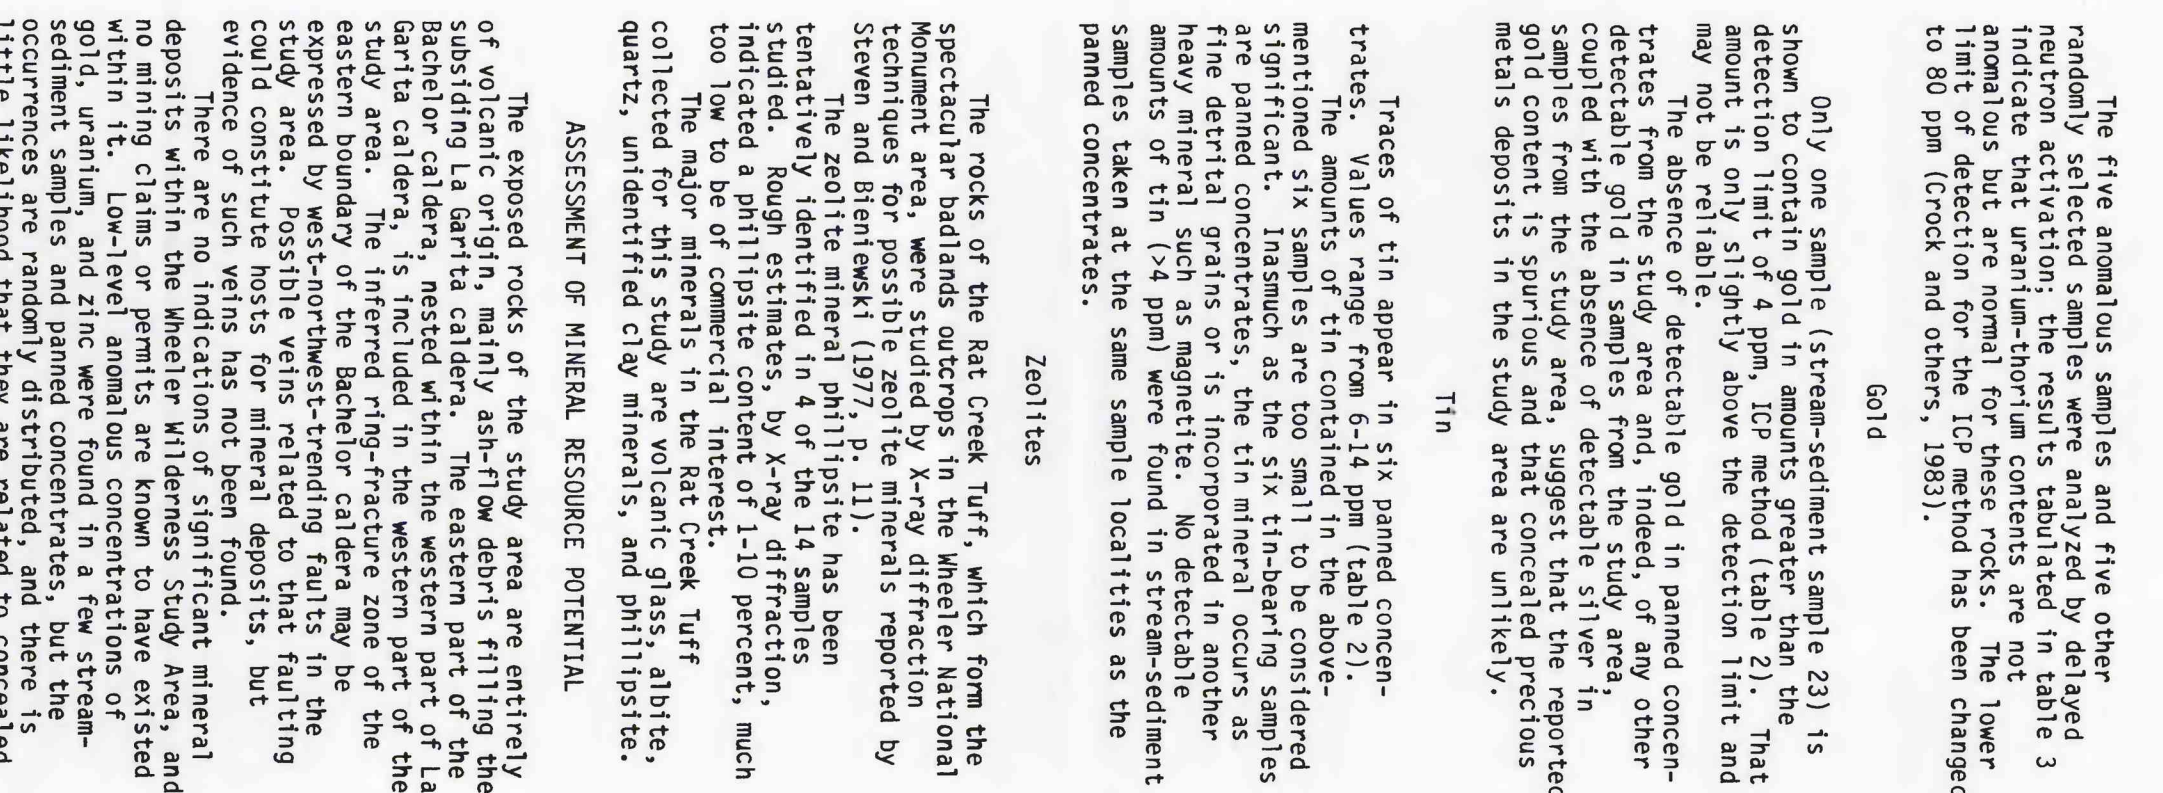 The five anomalous samples and five other
randomly selected samples were analyzed by delayed
neutron activation; the results tabulated in table 3
indicate that uranium-thorium contents are not
anomalous but are normal for these rocks. The lower
limit of detection for the ICP method has been changed
to 80 ppm (Crock and others, 1983).
Gold
Only one sample (stream-sediment sample 23) is
shown to contain gold in amounts greater than the
detection limit of 4 ppm, ICP method (table 2). That
amount is only slightly above the detection limit and
may not be reliable.
The absence of detectable gold in panned concen-
trates from the study area and, indeed, of any other
detectable gold in samples from the study area,
coupled with the absence of detectable silver in
samples from the study area, suggest that the reported
gold content is spurious and that concealed precious
metals deposits in the study area are unlikely.
Tin
Traces of tin appear in six panned concen-
trates. Values range from 6-14 ppm (table 2).
The amounts of tin contained in the above-
mentioned six samples are too small to be considered
significant. Inasmuch as the six tin-bearing samples
are panned concentrates, the tin mineral occurs as
fine detrital grains or is incorporated in another
heavy mineral such as magnetite. No detectable
amounts of tin (>4 ppm) were found in stream-sediment
samples taken at the same sample localities as the
panned concentrates.
Zeolites
The rocks of the Rat Creek Tuff, which form the
spectacular badlands outcrops in the Wheeler National
Monument area, were studied by X-ray diffraction
techniques for possible zeolite minerals reported by
Steven and Bieniewski (1977, p. 11).
The zeolite mineral phillipsite has been
tentatively identified in 4 of the 14 samples
studied. Rough estimates, by X-ray diffraction,
indicated a phillipsite content of 1-10 percent, much
too low to be of commercial interest.
The major minerals in the Rat Creek Tuff
collected for this study are volcanic glass, albite,
quartz, unidentified clay minerals, and phillipsite.
ASSESSMENT OF MINERAL RESOURCE POTENTIAL
The exposed rocks of the study area are entirely
of volcanic origin, mainly ash-flow debris filling the
subsiding La Garita caldera. The eastern part of the
Bachelor caldera, nested within the western part of La
Garita caldera, is included in the western part of the
study area. The inferred ring-fracture zone of the
eastern boundary of the Bachelor caldera may be
expressed by west-northwest-trending faults in the
study area. Possible veins related to that faulting
could constitute hosts for mineral deposits, but
evidence of such veins has not been found.
There are no indications of significant mineral
deposits within the Wheeler Wilderness Study Area, and
no mining claims or permits are known to have existed
within it. Low-level anomalous concentrations of
gold, uranium, and zinc were found in a few stream-
sediment samples and panned concentrates, but the
occurrences are randomly distributed, and there is
little likelihood that they are related to concealed